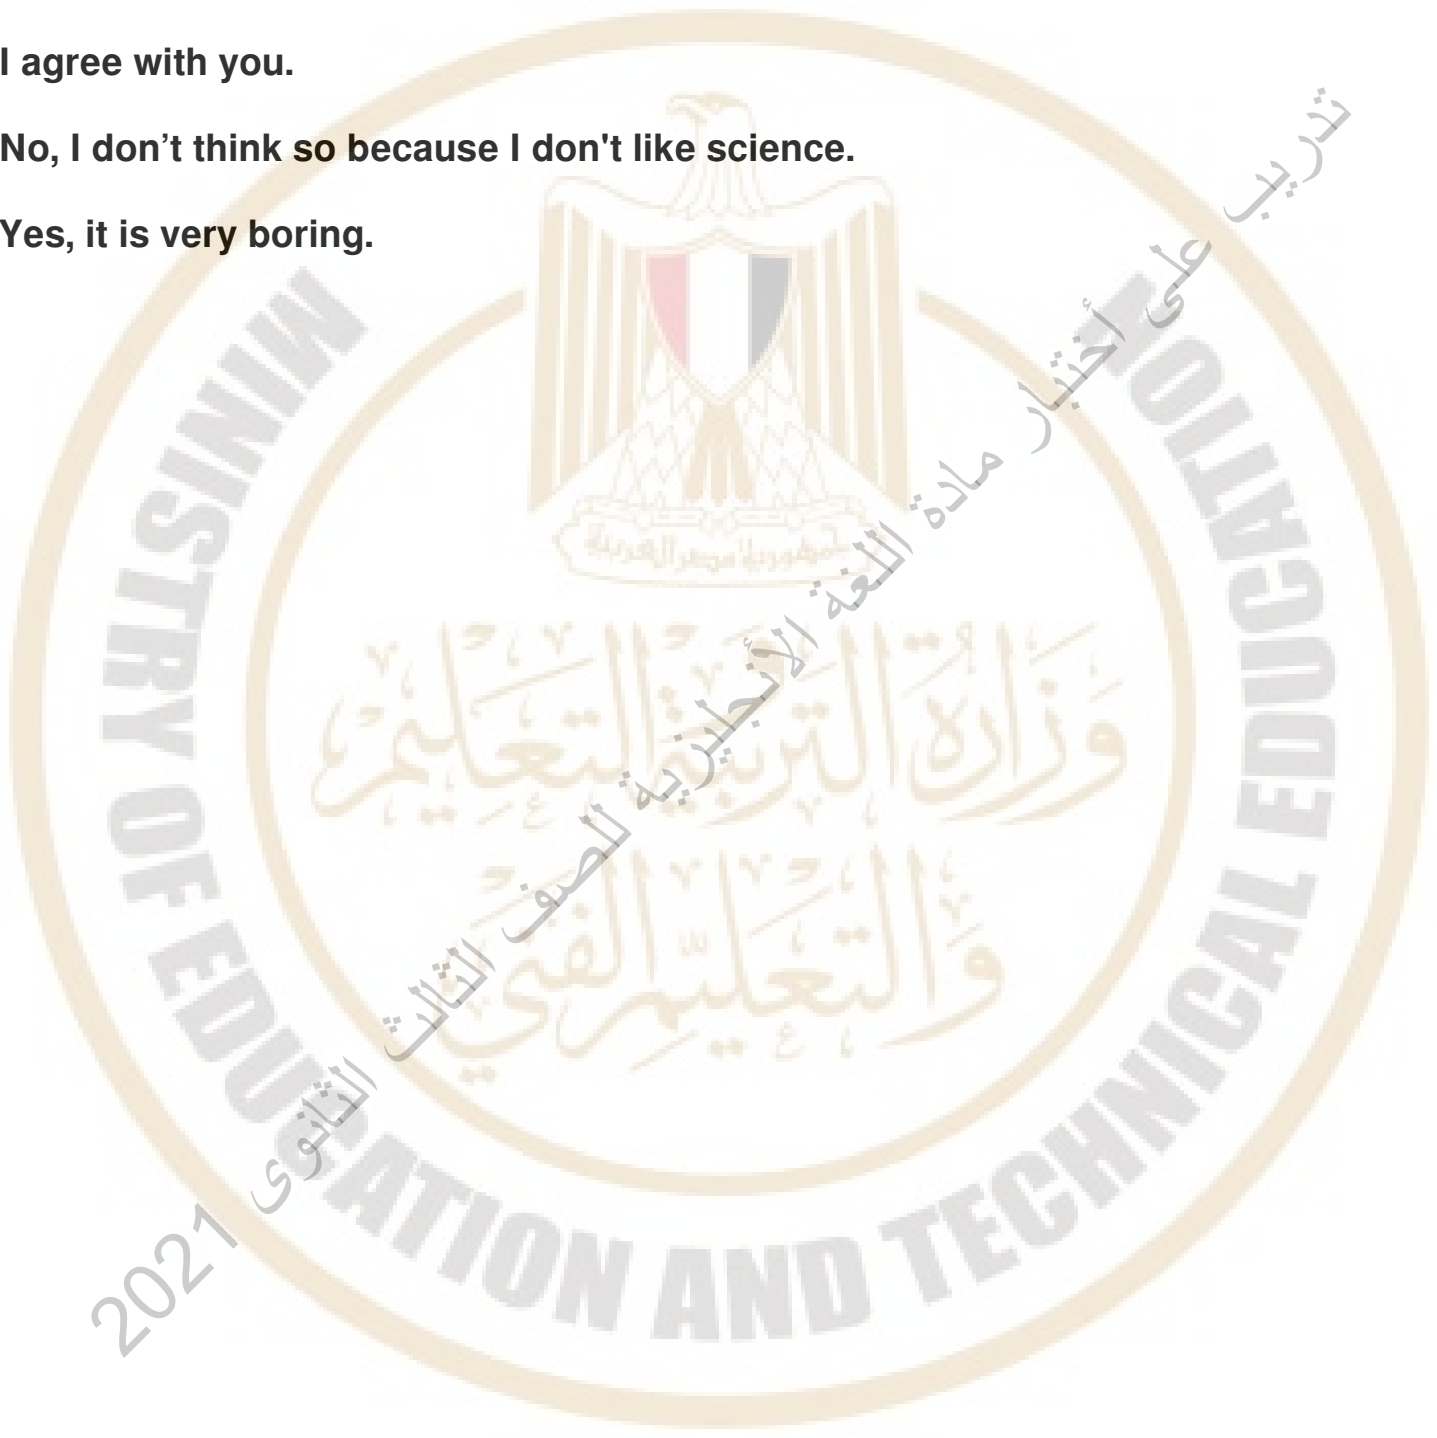 I agree with you.
No, I don’t think so because I don't like science.
Yes, it is very boring.
جمهورية مصر العربية
وزارة التربية والتعليم
والتعليم الفني
MINISTRY OF EDUCATION AND TECHNICAL EDUCATION
تدريب على أختبار مادة اللغة الأنجليزية للصف الثالث الثانوى 2021